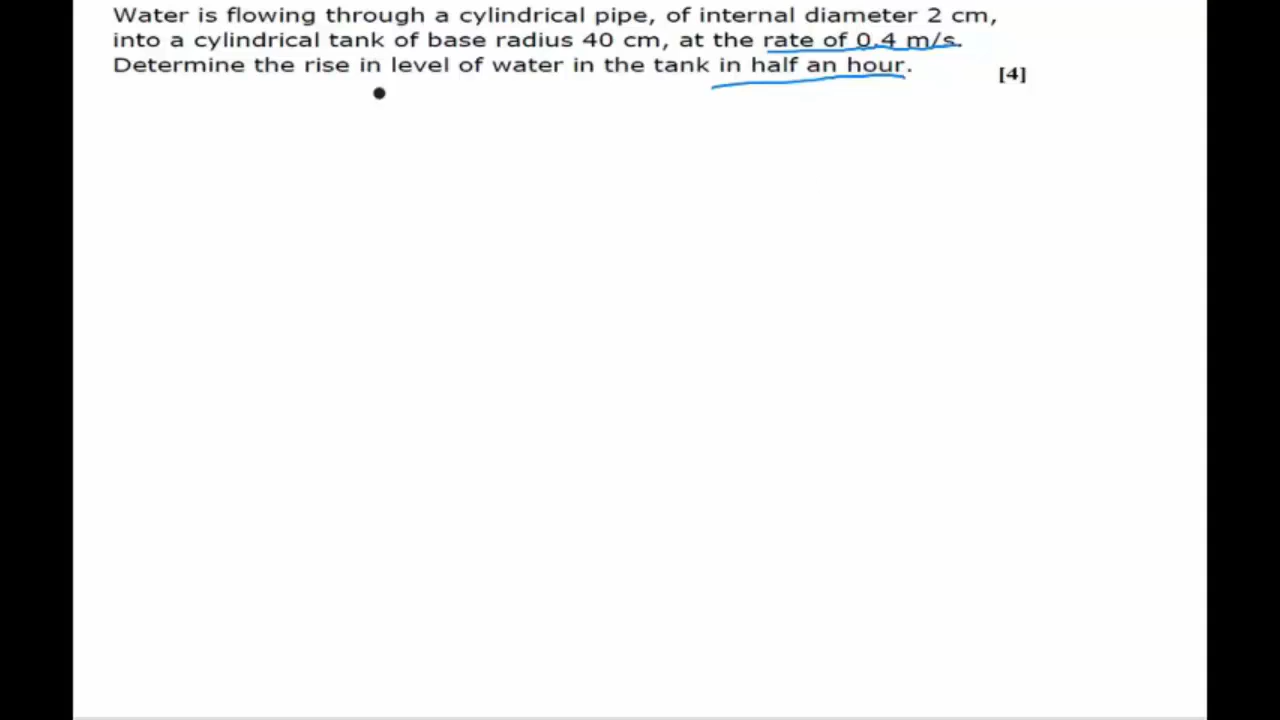 Water is flowing through a cylindrical pipe, of internal diameter 2 cm,
into a cylindrical tank of base radius 40 cm, at the rate of 0.4 m/s.
Determine the rise in level of water in the tank in half an hour.
[4]